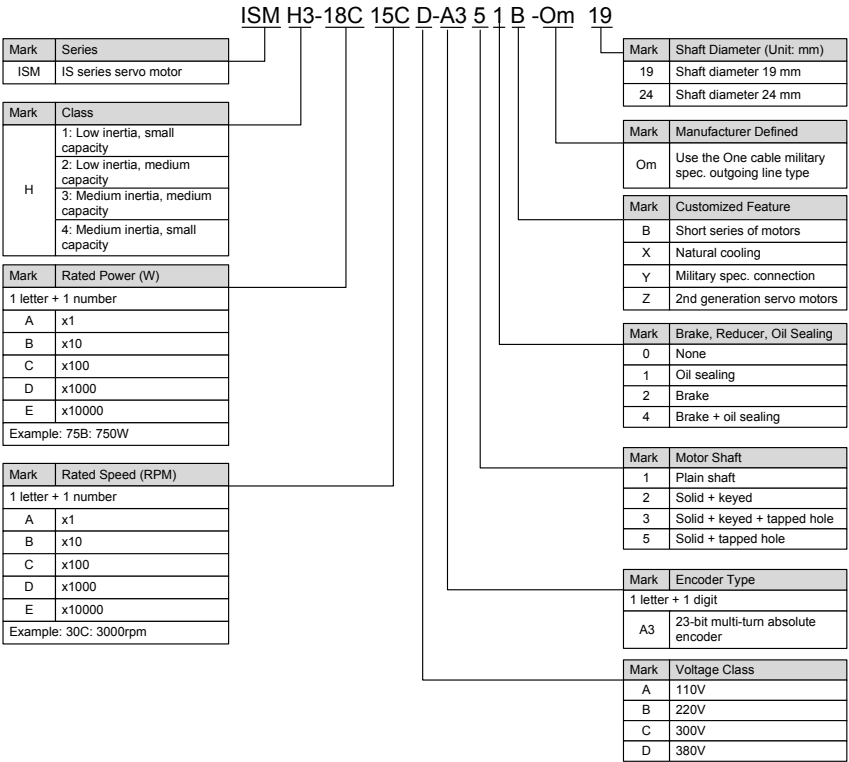 ISM H3-18C 15C D-A3 5 1 B -Om 19
Mark Series
ISM IS series servo motor
Mark Class
H
1: Low inertia, small
capacity
2: Low inertia, medium
capacity
3: Medium inertia, medium
capacity
4: Medium inertia, small
capacity
Mark Rated Power (W)
1 letter + 1 number
A x1
B x10
C x100
D x1000
E x10000
Example: 75B: 750W
Mark Rated Speed (RPM)
1 letter + 1 number
A x1
B x10
C x100
D x1000
E x10000
Example: 30C: 3000rpm
Mark Shaft Diameter (Unit: mm)
19 Shaft diameter 19 mm
24 Shaft diameter 24 mm
Mark Manufacturer Defined
Om Use the One cable military
spec. outgoing line type
Mark Customized Feature
B Short series of motors
X Natural cooling
Y Military spec. connection
Z 2nd generation servo motors
Mark Brake, Reducer, Oil Sealing
0 None
1 Oil sealing
2 Brake
4 Brake + oil sealing
Mark Motor Shaft
1 Plain shaft
2 Solid + keyed
3 Solid + keyed + tapped hole
5 Solid + tapped hole
Mark Encoder Type
1 letter + 1 digit
A3 23-bit multi-turn absolute
encoder
Mark Voltage Class
A 110V
B 220V
C 300V
D 380V